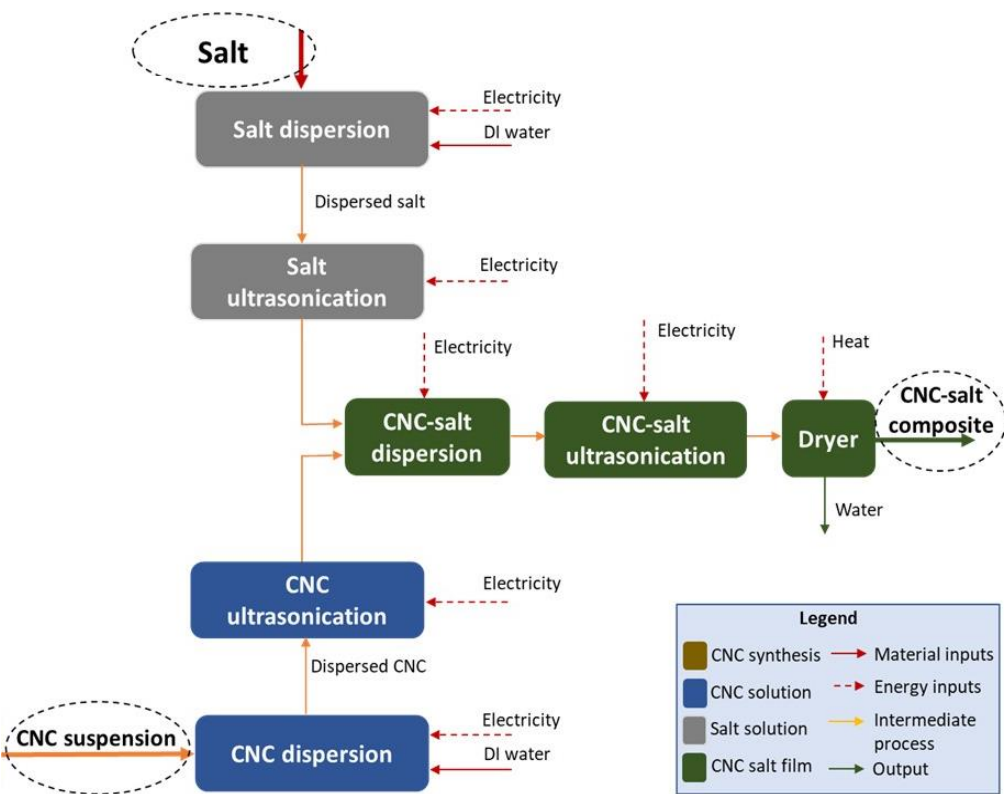 Salt
Electricity
Salt dispersion
DI water
Dispersed salt
Salt
ultrasonication
Electricity
Electricity
Electricity
Heat
CNC-salt
composite
CNC-salt
dispersion
CNC-salt
ultrasonication
Dryer
Water
CNC
ultrasonication
Electricity
Dispersed CNC
CNC suspension
CNC dispersion
Electricity
DI water
Legend
CNC synthesis
Material inputs
CNC solution
Energy inputs
Salt solution
Intermediate
process
CNC salt film
Output